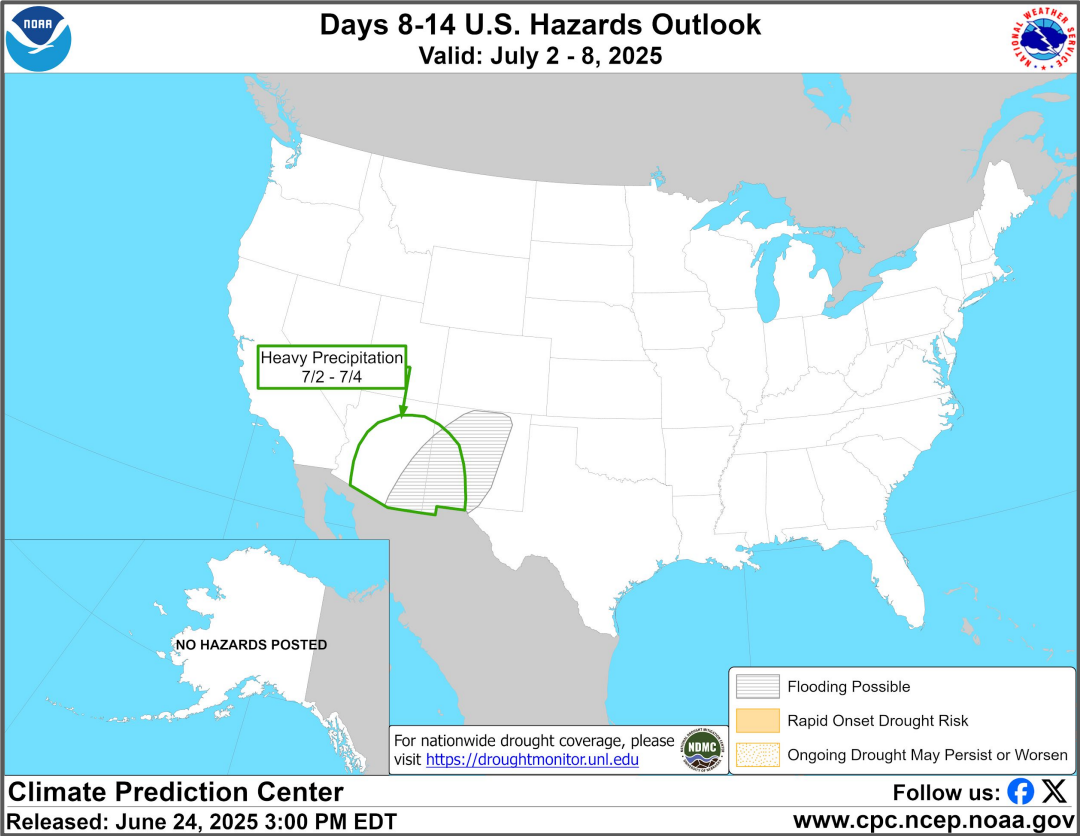 NOAA
Days 8-14 U.S. Hazards Outlook
Valid: July 2 - 8, 2025
NATIONAL WEATHER SERVICE
Heavy Precipitation
7/2 - 7/4
NO HAZARDS POSTED
Flooding Possible
Rapid Onset Drought Risk
Ongoing Drought May Persist or Worsen
For nationwide drought coverage, please
visit https://droughtmonitor.unl.edu
NDMC
Climate Prediction Center
Follow us:
Released: June 24, 2025 3:00 PM EDT
www.cpc.ncep.noaa.gov